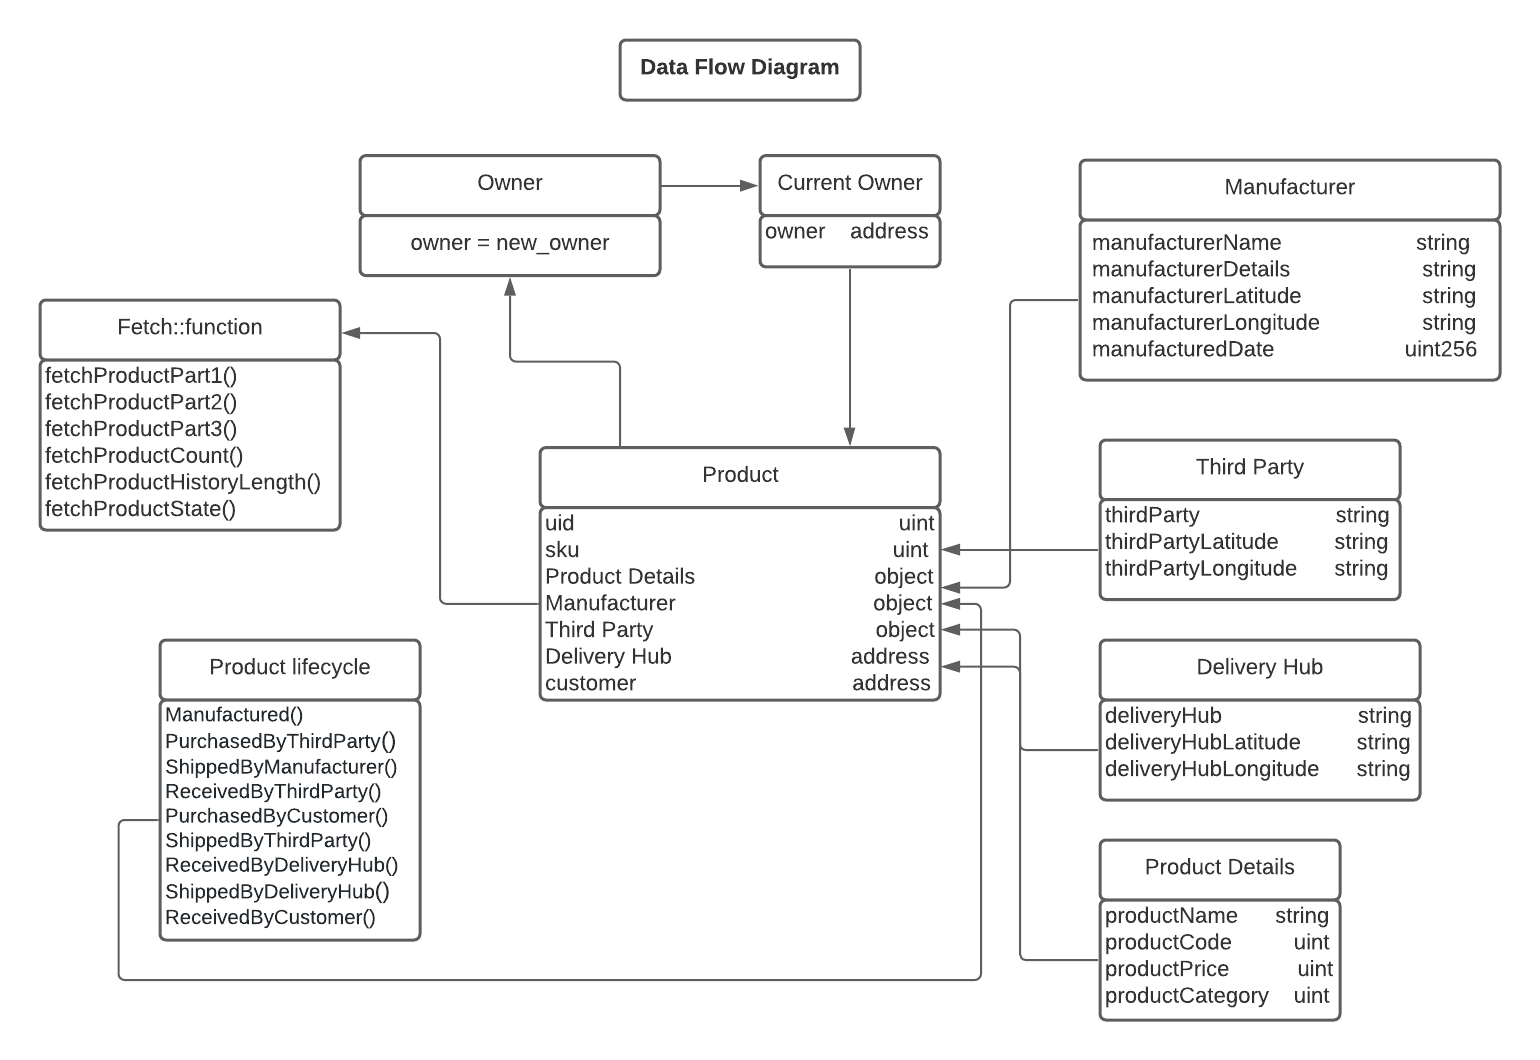 Data Flow Diagram
Owner
owner = new_owner
Current Owner
owner address
Manufacturer
manufacturerName string
manufacturerDetails string
manufacturerLatitude string
manufacturerLongitude string
manufacturedDate uint256
Fetch::function
fetchProductPart1()
fetchProductPart2()
fetchProductPart3()
fetchProductCount()
fetchProductHistoryLength()
fetchProductState()
Product
uid uint
sku uint
Product Details object
Manufacturer object
Third Party object
Delivery Hub address
customer address
Third Party
thirdParty string
thirdPartyLatitude string
thirdPartyLongitude string
Product lifecycle
Manufactured()
PurchasedByThirdParty()
ShippedByManufacturer()
ReceivedByThirdParty()
PurchasedByCustomer()
ShippedByThirdParty()
ReceivedByDeliveryHub()
ShippedByDeliveryHub()
ReceivedByCustomer()
Delivery Hub
deliveryHub string
deliveryHubLatitude string
deliveryHubLongitude string
Product Details
productName string
productCode uint
productPrice uint
productCategory uint